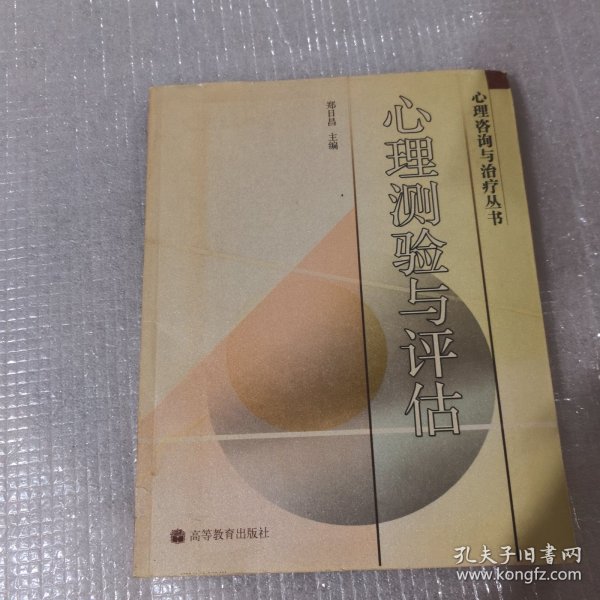 心理咨询与治疗丛书
心理测验与评估
郑日昌 主编
高等教育出版社
孔夫子旧书网
www.kongfz.com